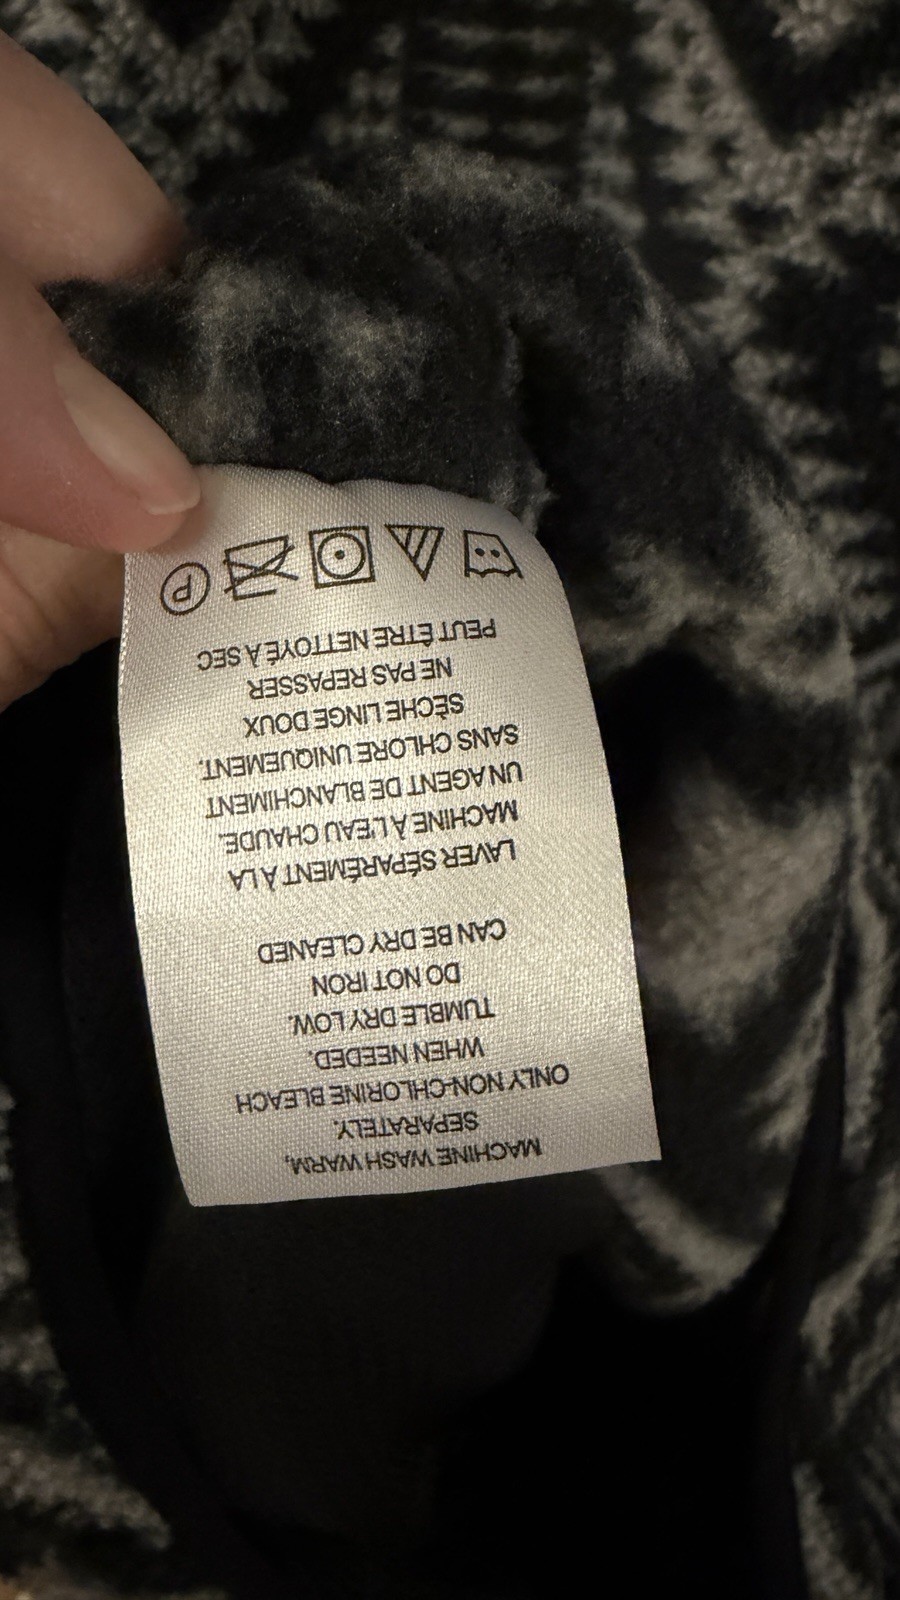 MACHINE WASH WARM,
SEPARATELY.
ONLY NON-CHLORINE BLEACH
WHEN NEEDED.
TUMBLE DRY LOW.
DO NOT IRON
CAN BE DRY CLEANED
LAVER SÉPARÉMENT À LA
MACHINE À L'EAU CHAUDE.
UN AGENT DE BLANCHIMENT
SANS CHLORE UNIQUEMENT.
SÈCHE LINGE DOUX
NE PAS REPASSER
PEUT ÊTRE NETTOYÉ À SEC
P